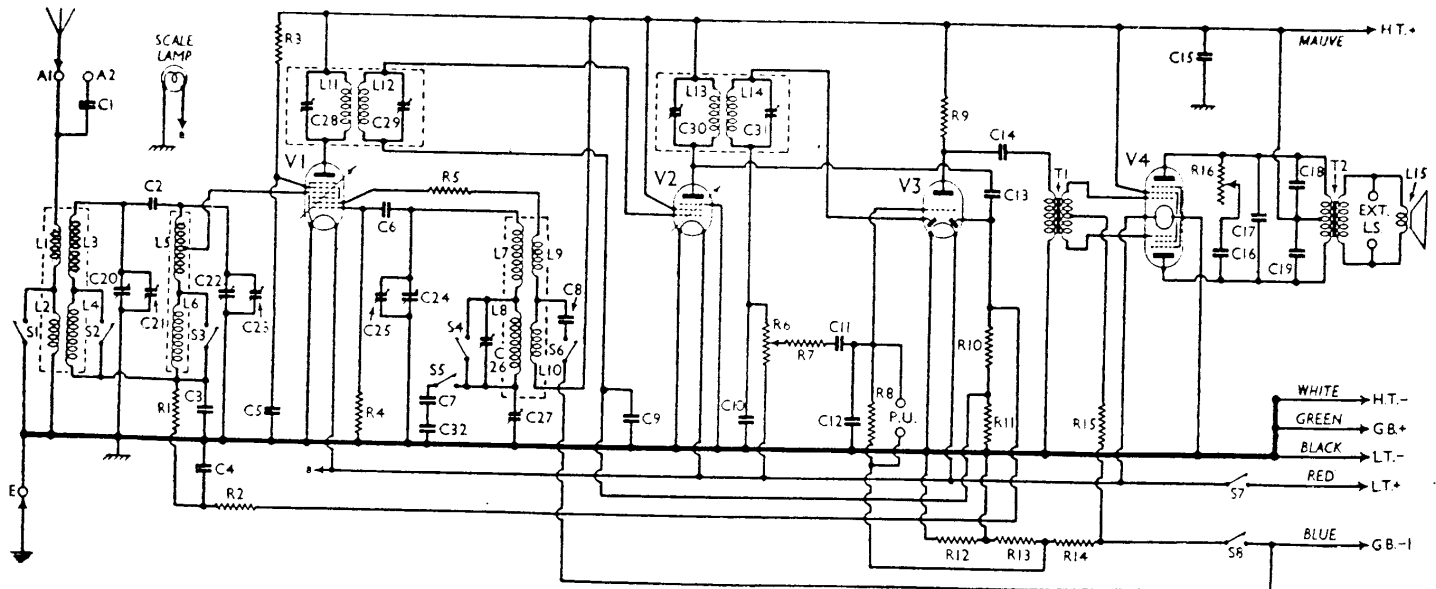 SCALE
LAMP
A1
A2
C1
R3
L11
L12
C28
C29
V1
L13
L14
C30
C31
V2
R9
C14
V3
C13
C15
MAUVE
H.T.+
T1
V4
R16
C18
T2
L15
EXT.
LS
C17
C16
C19
C2
R5
C6
L1
L3
L5
L7
L9
C20
C22
C24
C8
L2
L4
L6
C21
C23
C25
L8
S1
S2
S3
S4
C
26
S6
L10
R6
C11
R7
R10
S5
R1
C3
C5
R4
C7
C27
C9
C10
C12
R8
P.U.
R11
R15
C32
WHITE
H.T.-
GREEN
G.B.+
BLACK
L.T.-
C4
E
R2
S7
RED
L.T.+
R12
R13
R14
S8
BLUE
G.B.-1